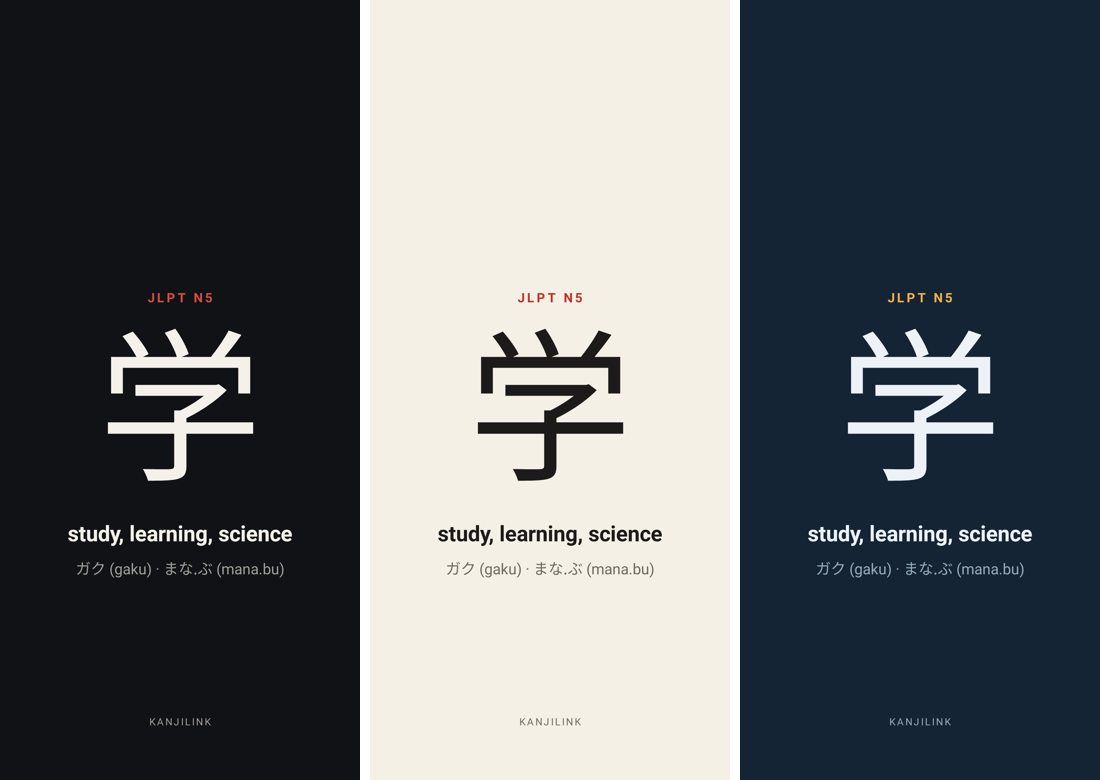 JLPT N5
学
study, learning, science
ガク (gaku) · まな.ぶ (mana.bu)
KANJILINK
JLPT N5
学
study, learning, science
ガク (gaku) · まな.ぶ (mana.bu)
KANJILINK
JLPT N5
学
study, learning, science
ガク (gaku) · まな.ぶ (mana.bu)
KANJILINK